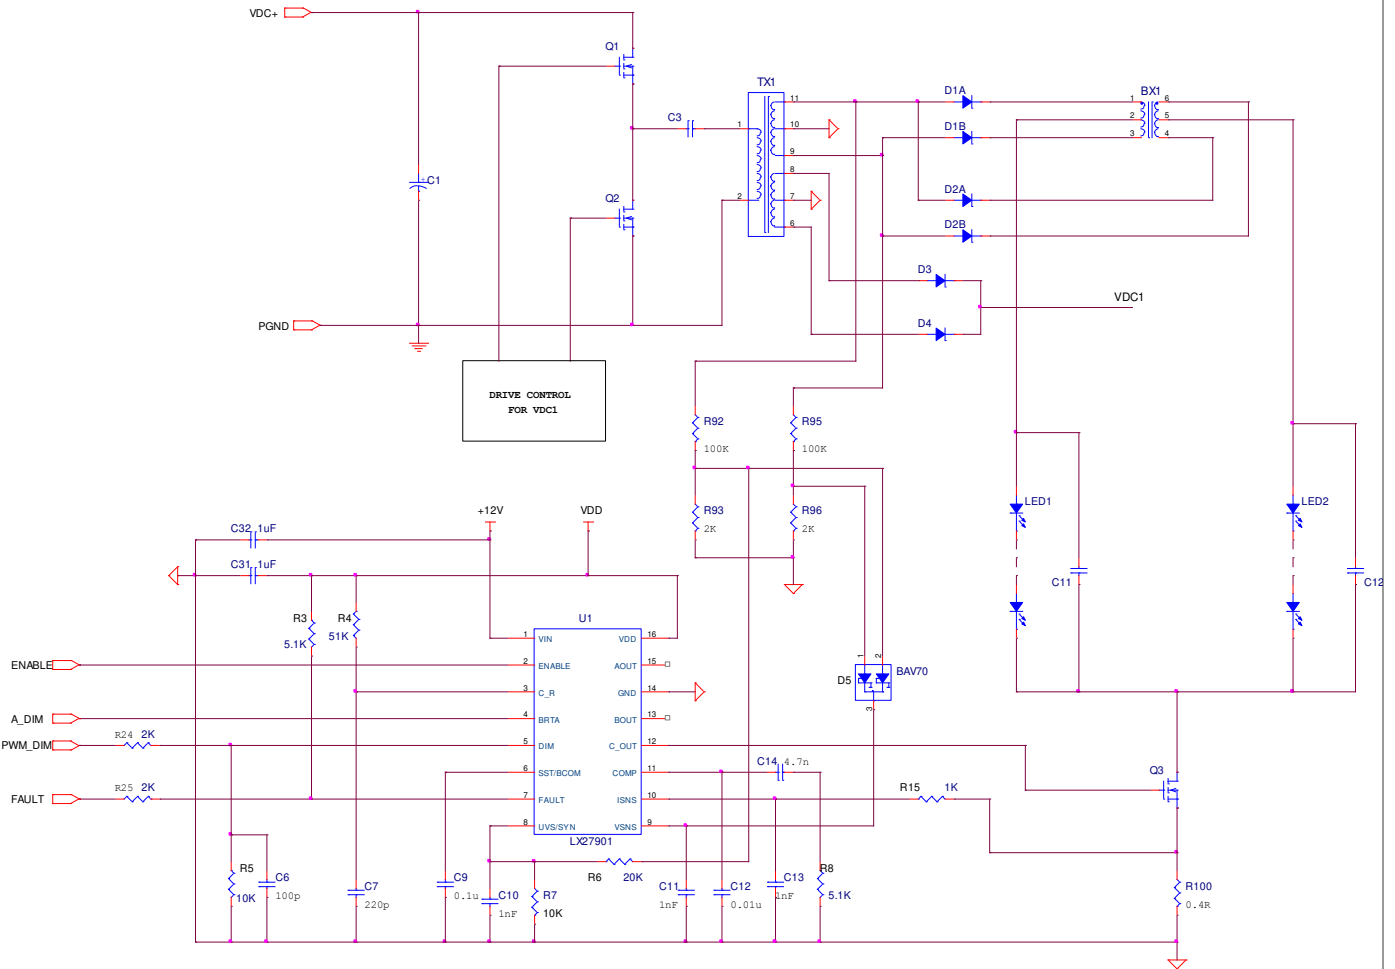 VDC+
Q1
TX1
D1A
BX1
11
1
6
C3
1
10
D1B
2
5
3
4
9
8
C1
D2A
Q2
2
7
D2B
6
D3
VDC1
PGND
D4
DRIVE CONTROL
FOR VDC1
R92
100K
R95
100K
+12V
VDD
R93
2K
R96
2K
LED1
LED2
C32 .1uF
C31 .1uF
C11
C12
R3
5.1K
R4
51K
U1
1 VIN VDD 16
ENABLE
2 ENABLE AOUT 15
1 2
D5
BAV70
3
3 C_R GND 14
A_DIM
4 BRTA BOUT 13
PWM_DIM
R24 2K
5 DIM C_OUT 12
6 SST/BCOM COMP 11
C14 4.7n
Q3
FAULT
R25 2K
7 FAULT ISNS 10
R15 1K
8 UVS/SYN VSNS 9
LX27901
R5
10K
C6
100p
C7
220p
C9
0.1u
C10
1nF
R7
10K
R6 20K
C11
1nF
C12
0.01u
C13
1nF
R8
5.1K
R100
0.4R